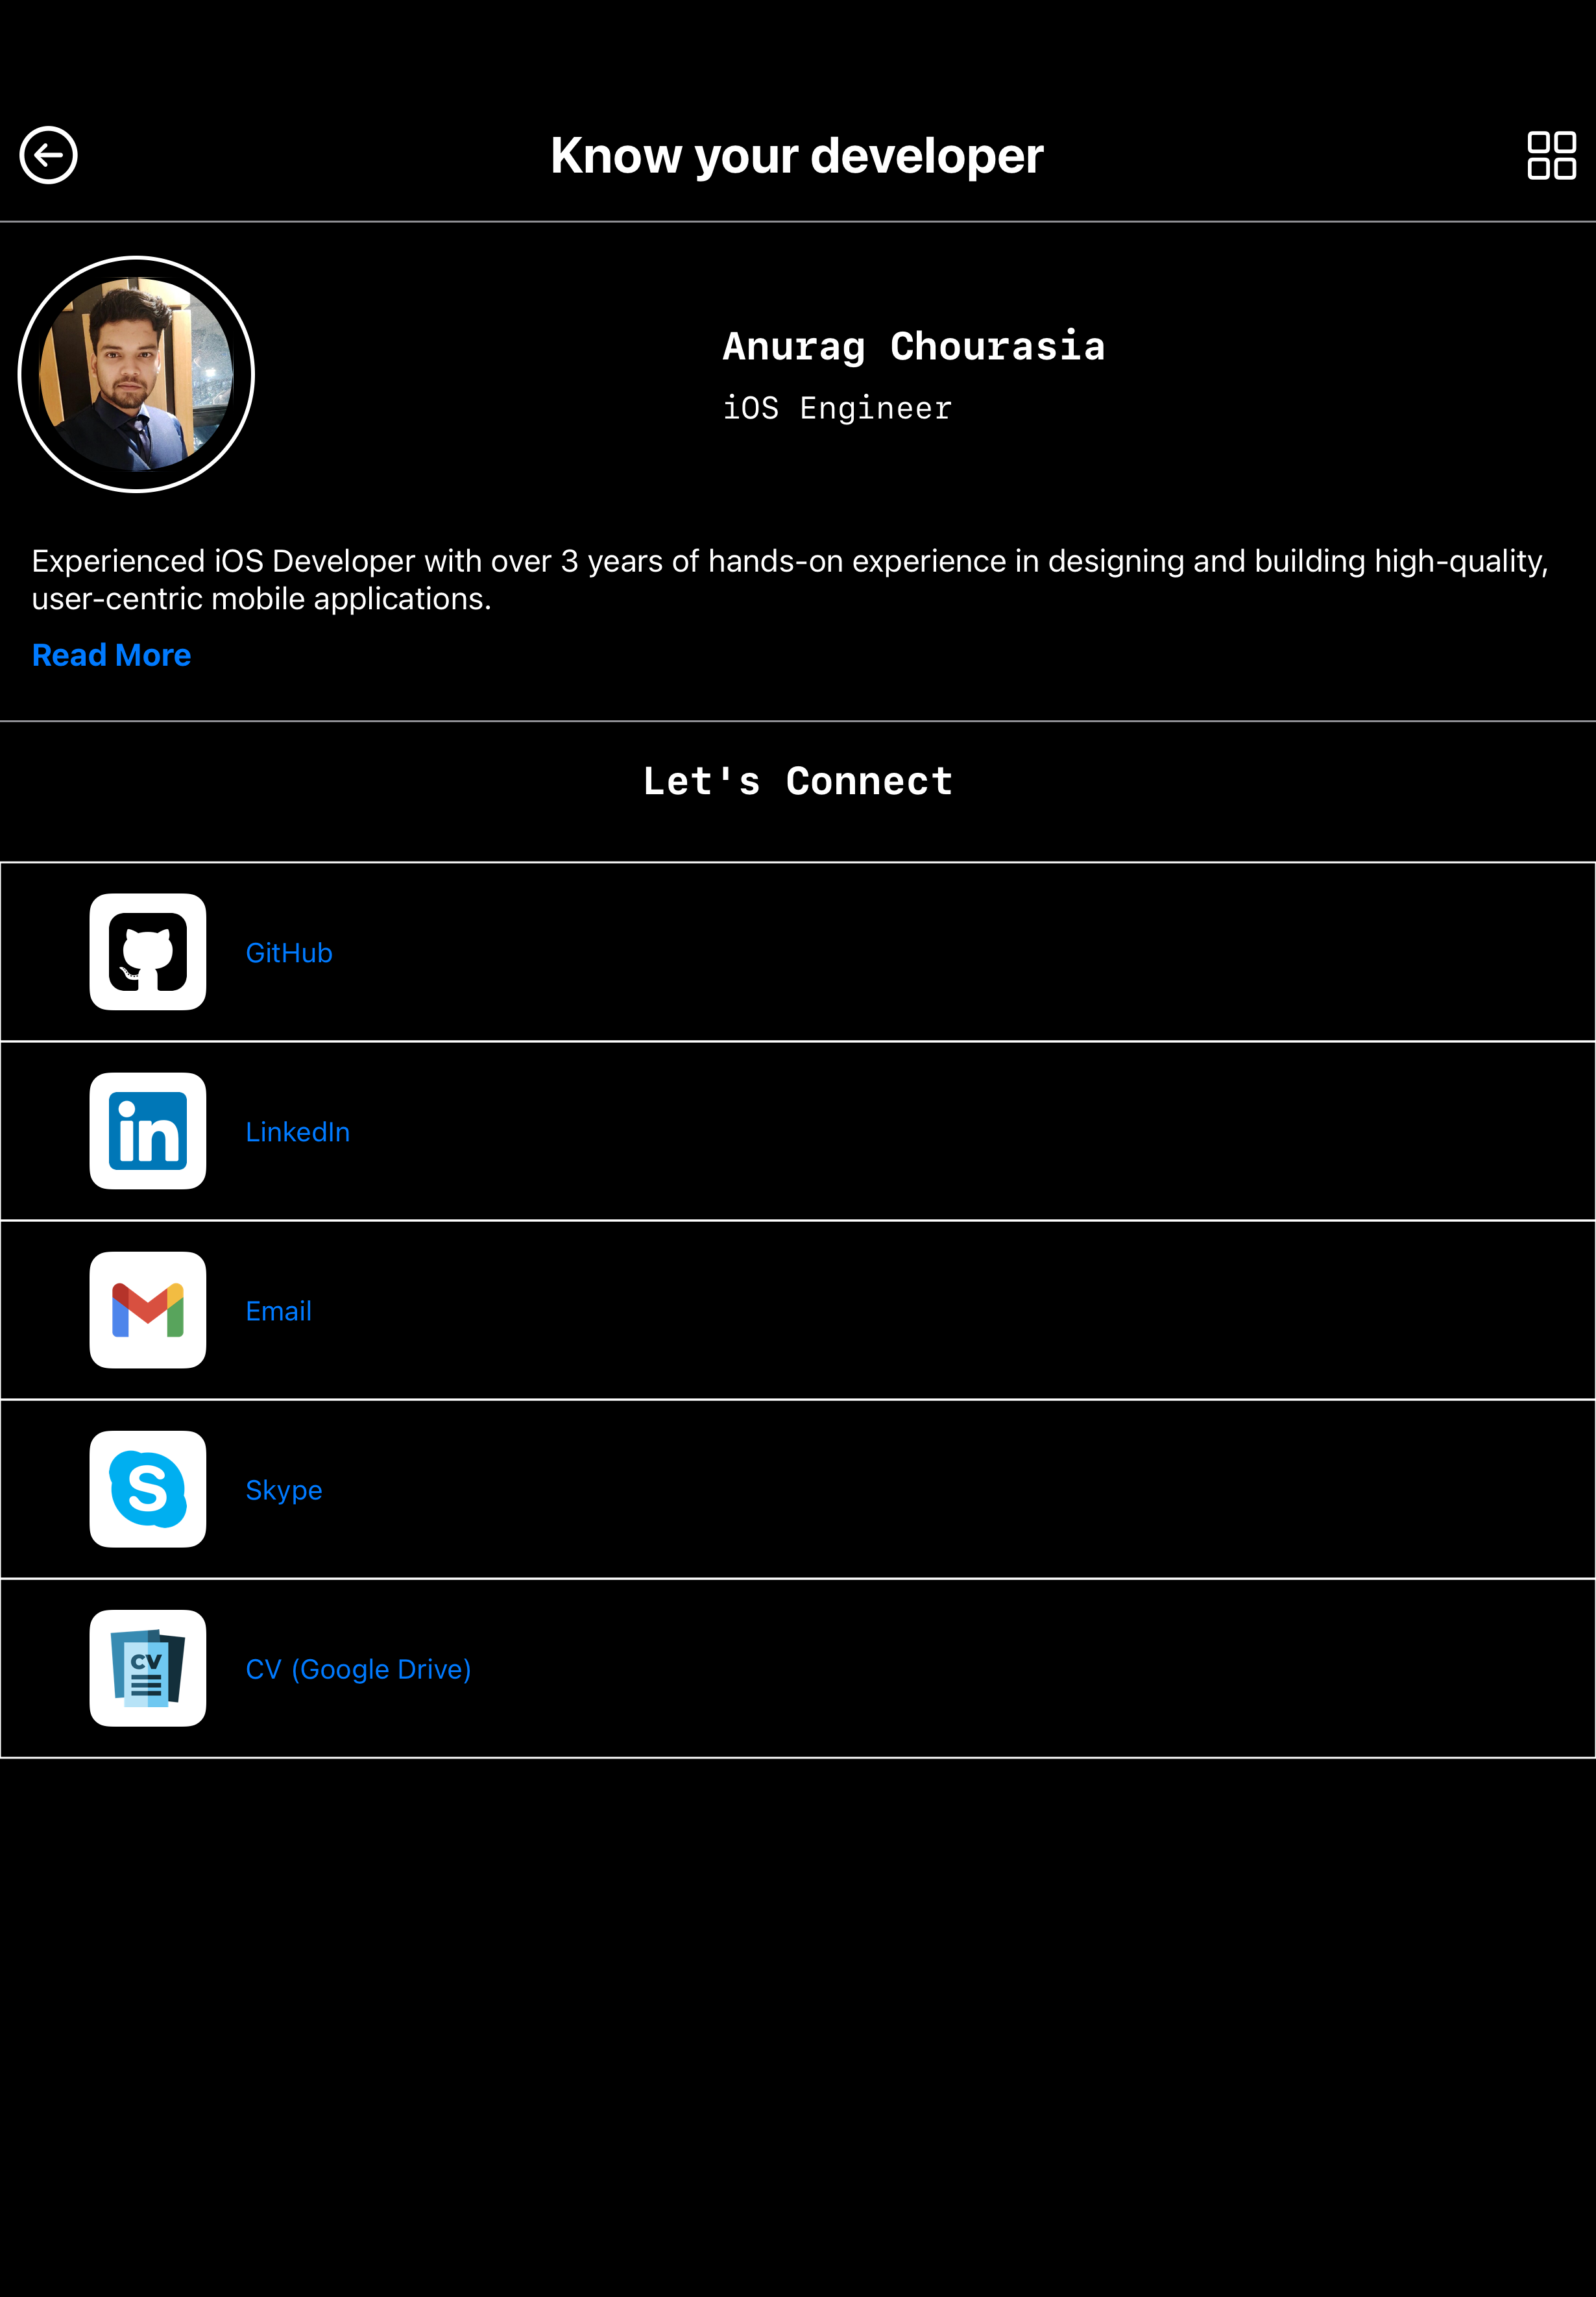 Know your developer
Anurag Chourasia
iOS Engineer
Experienced iOS Developer with over 3 years of hands-on experience in designing and building high-quality,
user-centric mobile applications.
Read More
Let's Connect
GitHub
in
LinkedIn
M
Email
S
Skype
CV
CV (Google Drive)